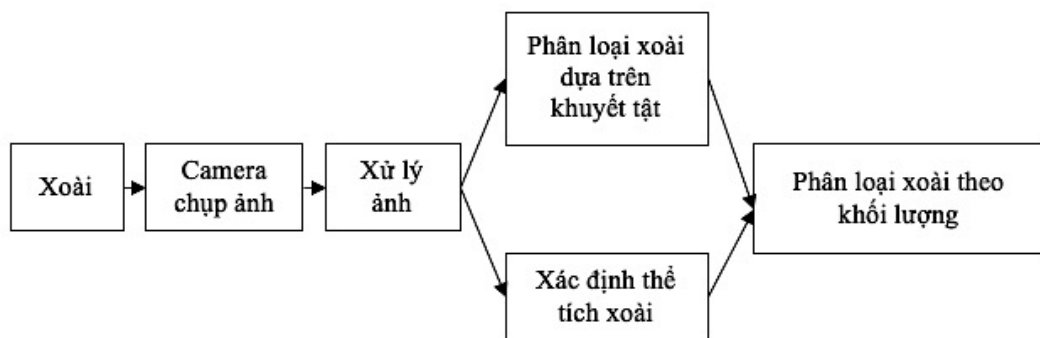 Xoài
Camera
chụp ảnh
Xử lý
ảnh
Phân loại xoài
dựa trên
khuyết tật
Xác định thể
tích xoài
Phân loại xoài theo
khối lượng